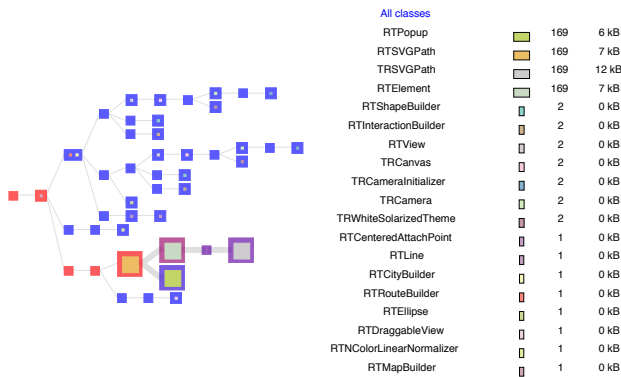 All classes
RTPopup 169 6 kB
RTSVGPath 169 7 kB
TRSVGPath 169 12 kB
RTElement 169 7 kB
RTShapeBuilder 2 0 kB
RTInteractionBuilder 2 0 kB
RTView 2 0 kB
TRCanvas 2 0 kB
TRCameraInitializer 2 0 kB
TRCamera 2 0 kB
TRWhiteSolarizedTheme 2 0 kB
RTCenteredAttachPoint 1 0 kB
RTLine 1 0 kB
RTCityBuilder 1 0 kB
RTRouteBuilder 1 0 kB
RTEllipse 1 0 kB
RTDraggableView 1 0 kB
RTNColorLinearNormalizer 1 0 kB
RTMapBuilder 1 0 kB